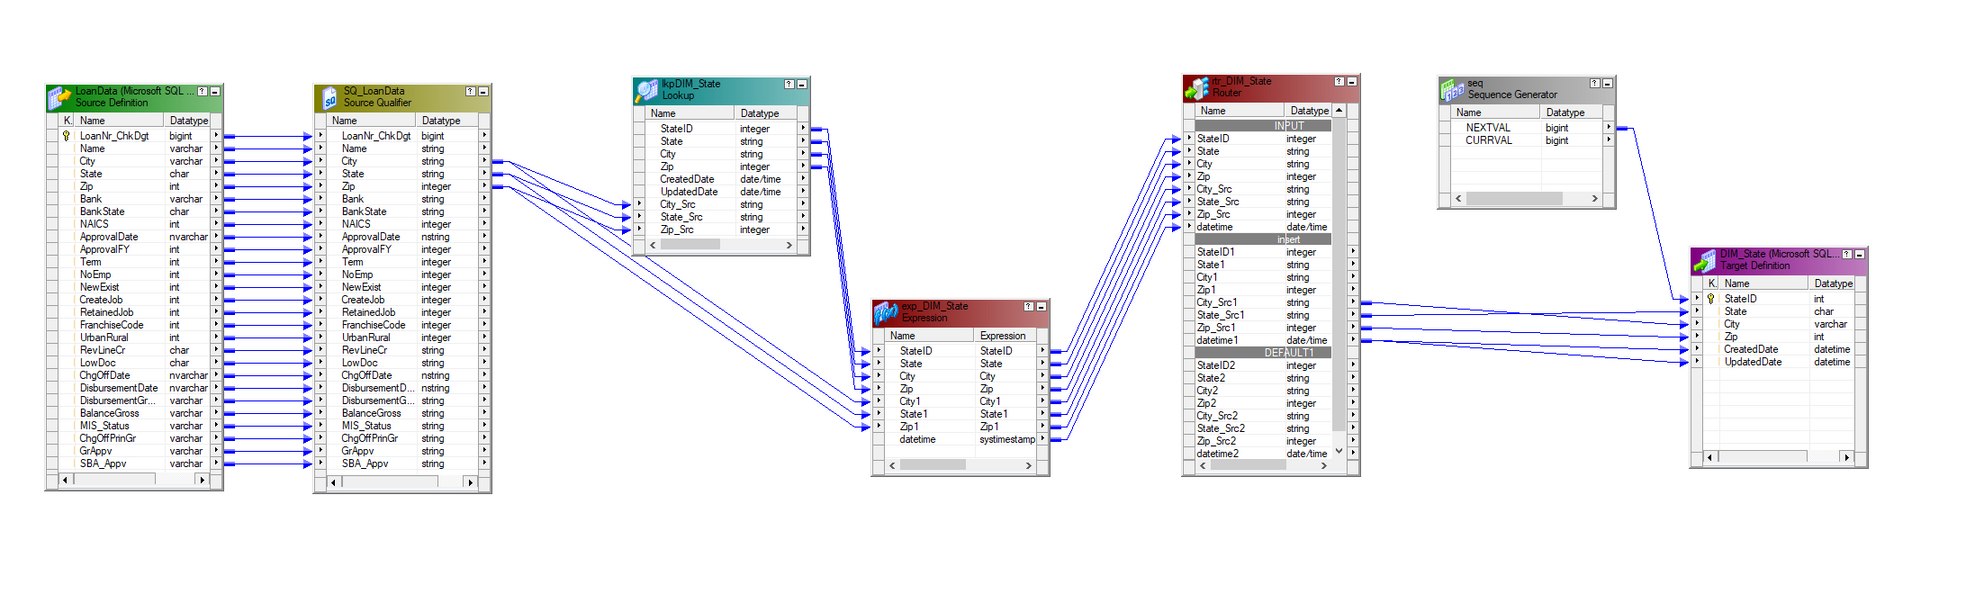 LoanData (Microsoft SQL ...
Source Definition
K. Name Datatype
LoanNr_ChkDgt bigint
Name varchar
City varchar
State char
Zip int
Bank varchar
BankState char
NAICS int
ApprovalDate nvarchar
ApprovalFY int
Term int
NoEmp int
NewExist int
CreateJob int
RetainedJob int
FranchiseCode int
UrbanRural int
RevLineCr char
LowDoc char
ChgOffDate nvarchar
DisbursementDate nvarchar
DisbursementGr... varchar
BalanceGross varchar
MIS_Status varchar
ChgOffPrinGr varchar
GrAppv varchar
SBA_Appv varchar
SQ_LoanData
Source Qualifier
Name Datatype
LoanNr_ChkDgt bigint
Name string
City string
State string
Zip integer
Bank string
BankState string
NAICS integer
ApprovalDate nstring
ApprovalFY integer
Term integer
NoEmp integer
NewExist integer
CreateJob integer
RetainedJob integer
FranchiseCode integer
UrbanRural integer
RevLineCr string
LowDoc string
ChgOffDate nstring
DisbursementD... nstring
DisbursementG... string
BalanceGross string
MIS_Status string
ChgOffPrinGr string
GrAppv string
SBA_Appv string
lkpDIM_State
Lookup
Name Datatype
StateID integer
State string
City string
Zip integer
CreatedDate date/time
UpdatedDate date/time
City_Src string
State_Src string
Zip_Src integer
exp_DIM_State
Expression
Name Expression
StateID StateID
State State
City City
Zip Zip
City1 City1
State1 State1
Zip1 Zip1
datetime systimestamp
rtr_DIM_State
Router
Name Datatype
INPUT
StateID integer
State string
City string
Zip integer
City_Src string
State_Src string
Zip_Src integer
datetime date/time
insert
StateID1 integer
State1 string
City1 string
Zip1 integer
City_Src1 string
State_Src1 string
Zip_Src1 integer
datetime1 date/time
DEFAULT1
StateID2 integer
State2 string
City2 string
Zip2 integer
City_Src2 string
State_Src2 string
Zip_Src2 integer
datetime2 date/time
seq
Sequence Generator
Name Datatype
NEXTVAL bigint
CURRVAL bigint
DIM_State (Microsoft SQL...
Target Definition
K. Name Datatype
StateID int
State char
City varchar
Zip int
CreatedDate datetime
UpdatedDate datetime